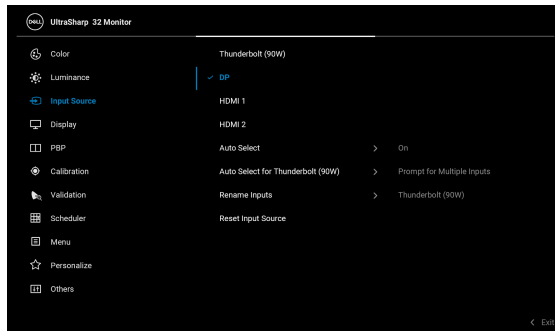 DELL UltraSharp 32 Monitor
Color
Thunderbolt (90W)
Luminance
DP
Input Source
HDMI 1
Display
HDMI 2
PBP
Auto Select
On
Calibration
Auto Select for Thunderbolt (90W)
Prompt for Multiple Inputs
Validation
Rename Inputs
Thunderbolt (90W)
Scheduler
Reset Input Source
Menu
Personalize
Others
Exit